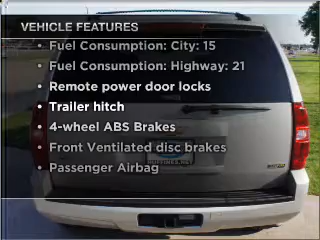 VEHICLE FEATURES
• Fuel Consumption: City: 15
• Fuel Consumption: Highway: 21
• Remote power door locks
• Trailer hitch
• 4-wheel ABS Brakes
• Front Ventilated disc brakes
• Passenger Airbag